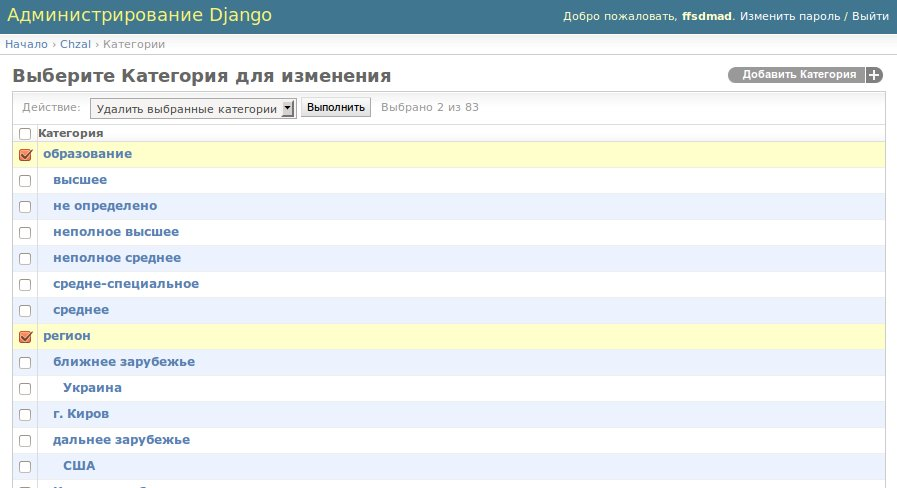 Администрирование Django
Добро пожаловать, ffsdmad. Изменить пароль / Выйти
Начало › Chzal › Категории
Выберите Категория для изменения
Добавить Категория +
Действие: Удалить выбранные категории Выполнить Выбрано 2 из 83
Категория
образование
высшее
не определено
неполное высшее
неполное среднее
средне-специальное
среднее
регион
ближнее зарубежье
Украина
г. Киров
дальнее зарубежье
США